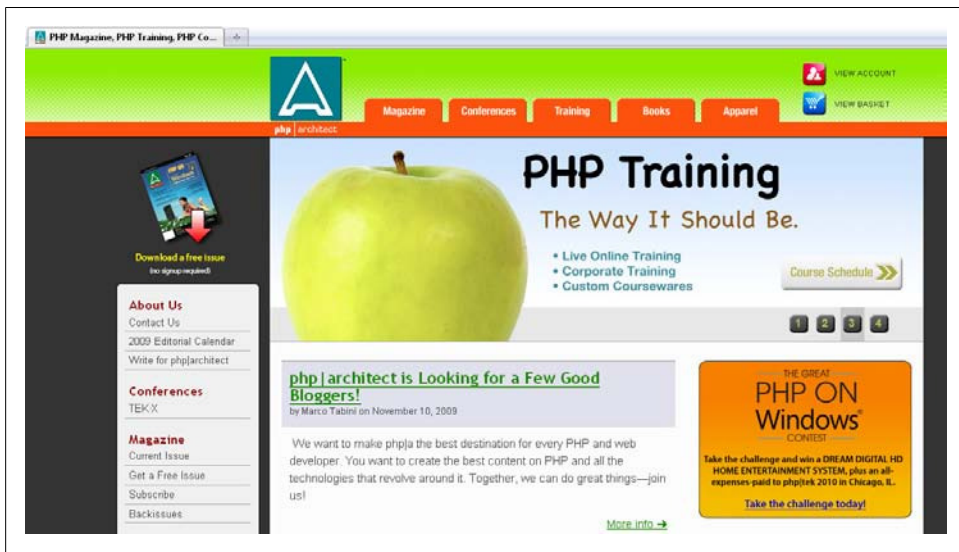 PHP Magazine, PHP Training, PHP Co...
VIEW ACCOUNT
VIEW BASKET
Magazine
Conferences
Training
Books
Apparel
php | architect
Download a free issue
(no signup required)
About Us
Contact Us
2009 Editorial Calendar
Write for php|architect
Conferences
TEK·X
Magazine
Current Issue
Get a Free Issue
Subscribe
Backissues
PHP Training
The Way It Should Be.
• Live Online Training
• Corporate Training
• Custom Coursewares
Course Schedule
1 2 3 4
php|architect is Looking for a Few Good
Bloggers!
by Marco Tabini on November 10, 2009
We want to make php|a the best destination for every PHP and web
developer. You want to create the best content on PHP and all the
technologies that revolve around it. Together, we can do great things—join
us!
More info
THE GREAT
PHP ON
Windows®
CONTEST
Take the challenge and win a DREAM DIGITAL HD
HOME ENTERTAINMENT SYSTEM, plus an all-
expenses-paid to php|tek 2010 in Chicago, IL.
Take the challenge today!